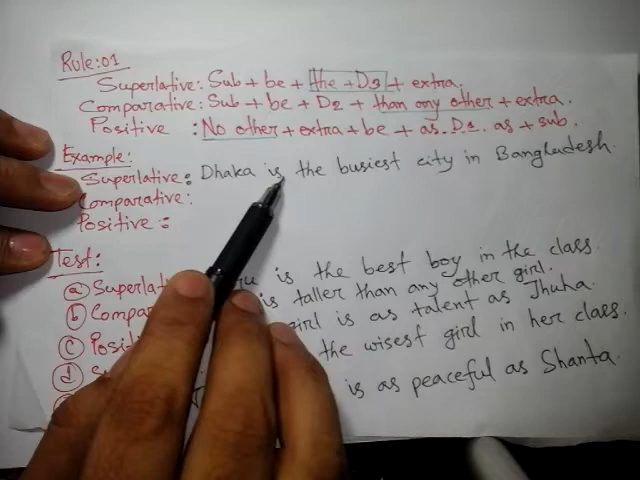 Rule:01
Superlative: Sub + be + the + D3 + extra.
Comparative: Sub + be + D2 + than any other + extra.
Positive : No other + extra + be + as D1 as + sub.
Example:
Superlative: Dhaka is the busiest city in Bangladesh.
Comparative:
Positive :
Test:
(a) Superlat is the best boy in the class.
(b) Compa is taller than any other girl.
(c) Posit girl is as talent as Jhuha.
(d) S the wisest girl in her class.
is as peaceful as Shanta.